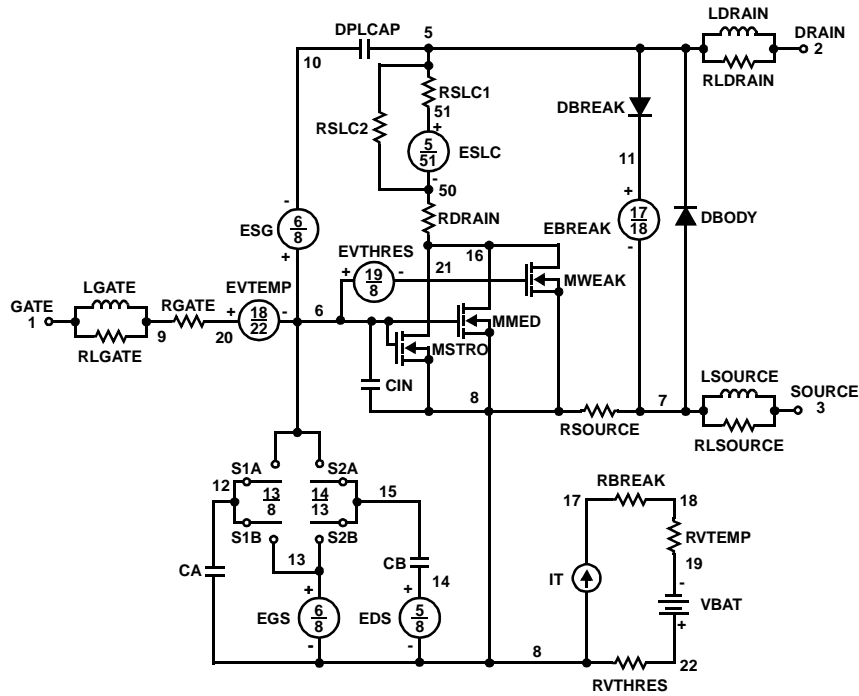 LDRAIN
DPLCAP 5 DRAIN
10 2
RSLC1 RLDRAIN
51 DBREAK
RSLC2 +
5
51 ESLC
11
- 50
- +
ESG 6
8 RDRAIN EBREAK 17
18 DBODY
+ EVTHRES 16 -
+ 19
8 - 21 MWEAK
LGATE EVTEMP
GATE RGATE + 18
22 - 6 MMED
1 9 20
RLGATE MSTRO
LSOURCE
CIN 8 7 SOURCE
3
RSOURCE RLSOURCE
S1A S2A
12 13
8 14
13 15 RBREAK
17 18
S1B S2B RVTEMP
13 CB 19
CA 14 IT -
+ + VBAT
EGS 6
8 EDS 5
8 +
- - 8 22
RVTHRES